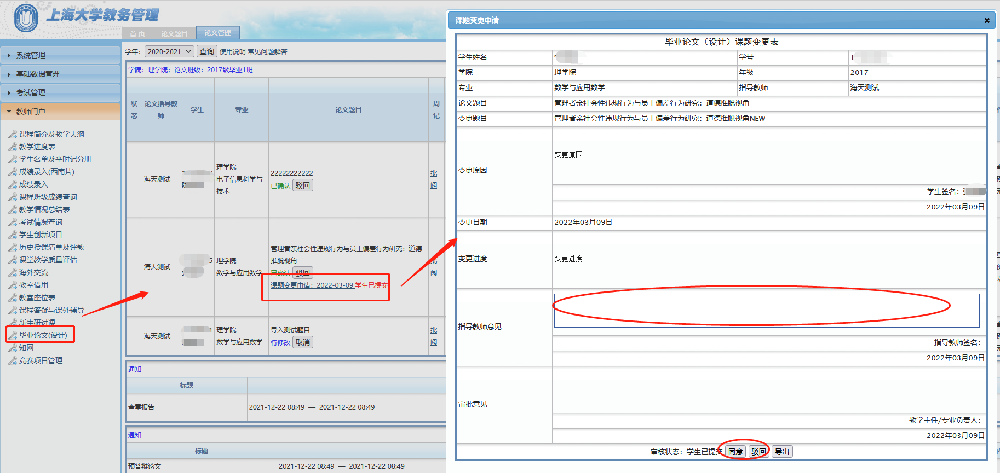 上海大学教务管理
首 页
论文题目
论文管理
系统管理
基础数据管理
考试管理
教师门户
课程简介及教学大纲
教学进度表
学生名单及平时记分册
成绩录入(西南片)
成绩录入
课程班级成绩查询
教学情况总结表
考试情况查询
学生创新项目
历史授课清单及评教
课堂教学质量评估
海外交流
教室借用
教室座位表
课程答疑与课外辅导
新生研讨课
毕业论文(设计)
知网
竞赛项目管理
学年: 2020-2021 查询 使用说明 常见问题解答
学院: 理学院; 论文班级: 2017级毕业1班
状态 论文指导教师 学生 专业 论文题目 周记
海天测试
理学院
电子信息科学与技术
22222222222
已确认 驳回
批阅
海天测试
理学院
数学与应用数学
管理者亲社会性违规行为与员工偏差行为研究: 道德
推脱视角
已确认 驳回
课题变更申请: 2022-03-09 学生已提交
批阅
海天测试
理学院
数学与应用数学
导入测试题目
待修改 取消
批阅
通知
标题
查重报告 2021-12-22 08:49 — 2021-12-22 08:49
通知
标题
预答辩论文 2021-12-22 08:49 — 2021-12-22 08:49
课题变更申请
毕业论文（设计）课题变更表
学生姓名 学号 1
学院 理学院 年级 2017
专业 数学与应用数学 指导教师 海天测试
论文题目 管理者亲社会性违规行为与员工偏差行为研究: 道德推脱视角
变更题目 管理者亲社会性违规行为与员工偏差行为研究: 道德推脱视角NEW
变更原因 变更原因
学生签名:
2022年03月09日
变更日期 2022年03月09日
变更进度 变更进度
指导教师意见
指导教师签名:
2022年03月09日
审批意见
教学主任/专业负责人:
2022年03月09日
审核状态: 学生已提交 同意 驳回 导出